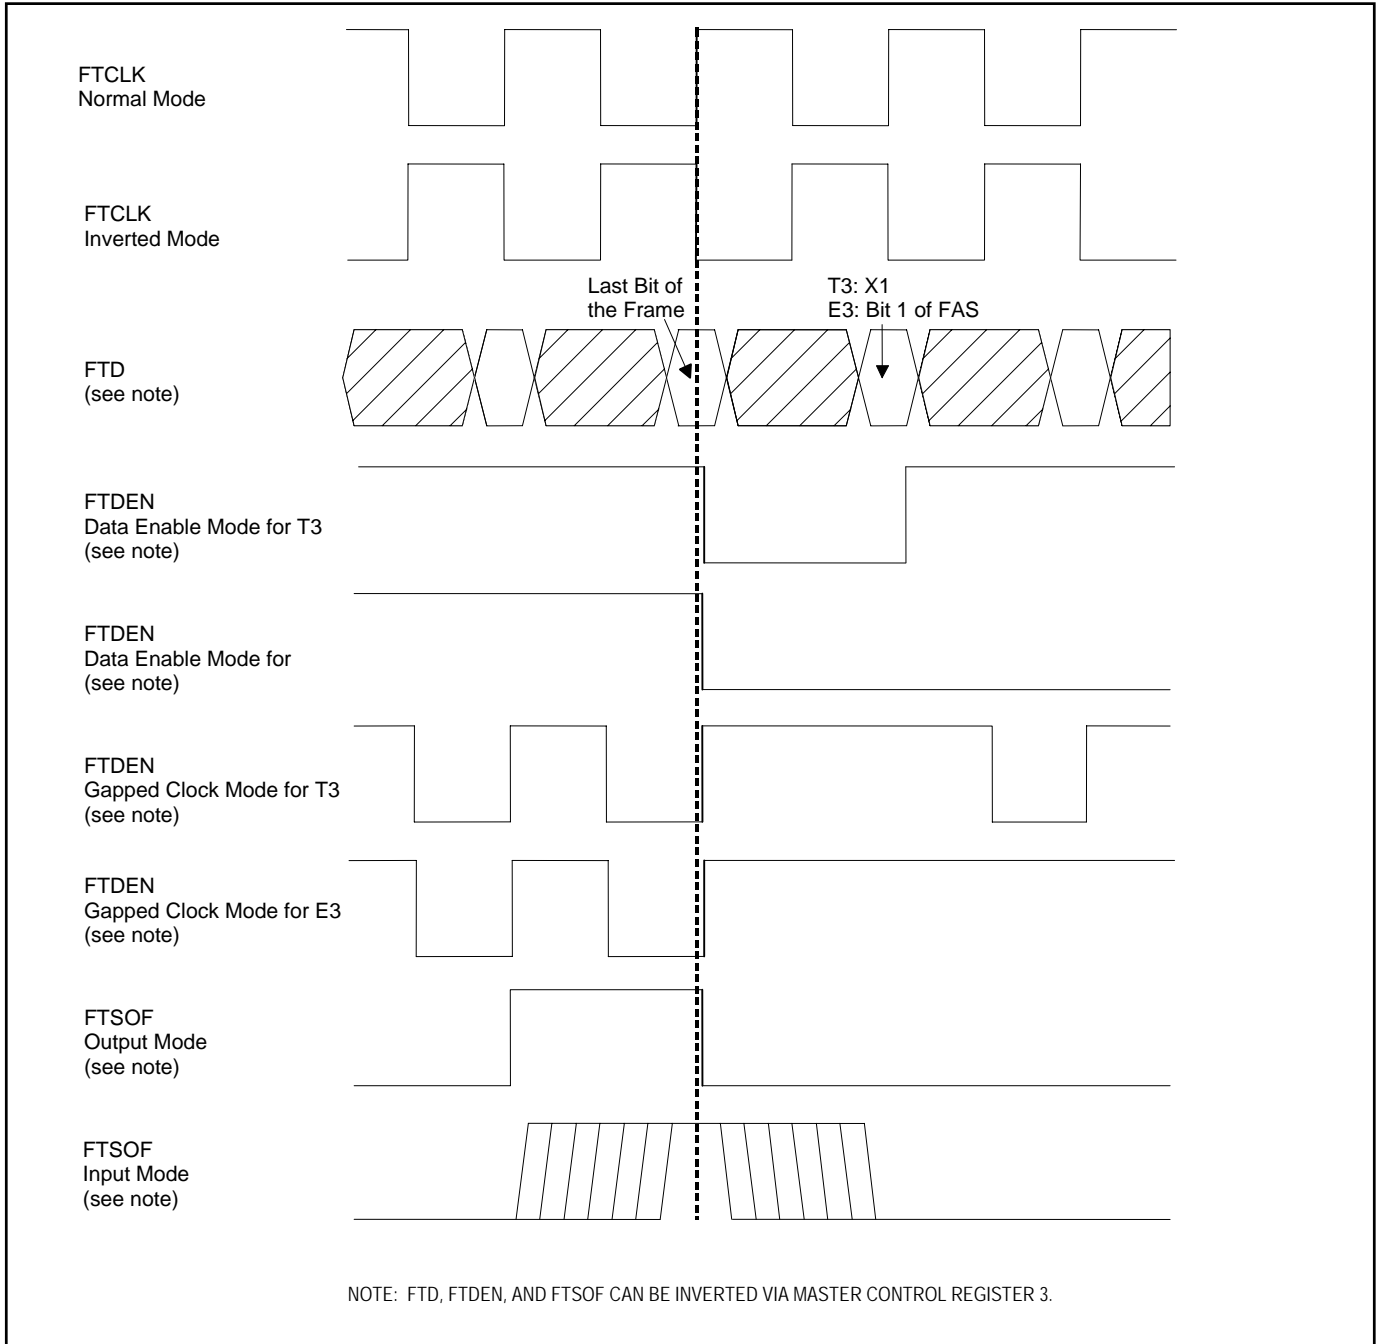 FTCLK
Normal Mode
FTCLK
Inverted Mode
Last Bit of
the Frame
T3: X1
E3: Bit 1 of FAS
FTD
(see note)
FTDEN
Data Enable Mode for T3
(see note)
FTDEN
Data Enable Mode for
(see note)
FTDEN
Gapped Clock Mode for T3
(see note)
FTDEN
Gapped Clock Mode for E3
(see note)
FTSOF
Output Mode
(see note)
FTSOF
Input Mode
(see note)
NOTE: FTD, FTDEN, AND FTSOF CAN BE INVERTED VIA MASTER CONTROL REGISTER 3.